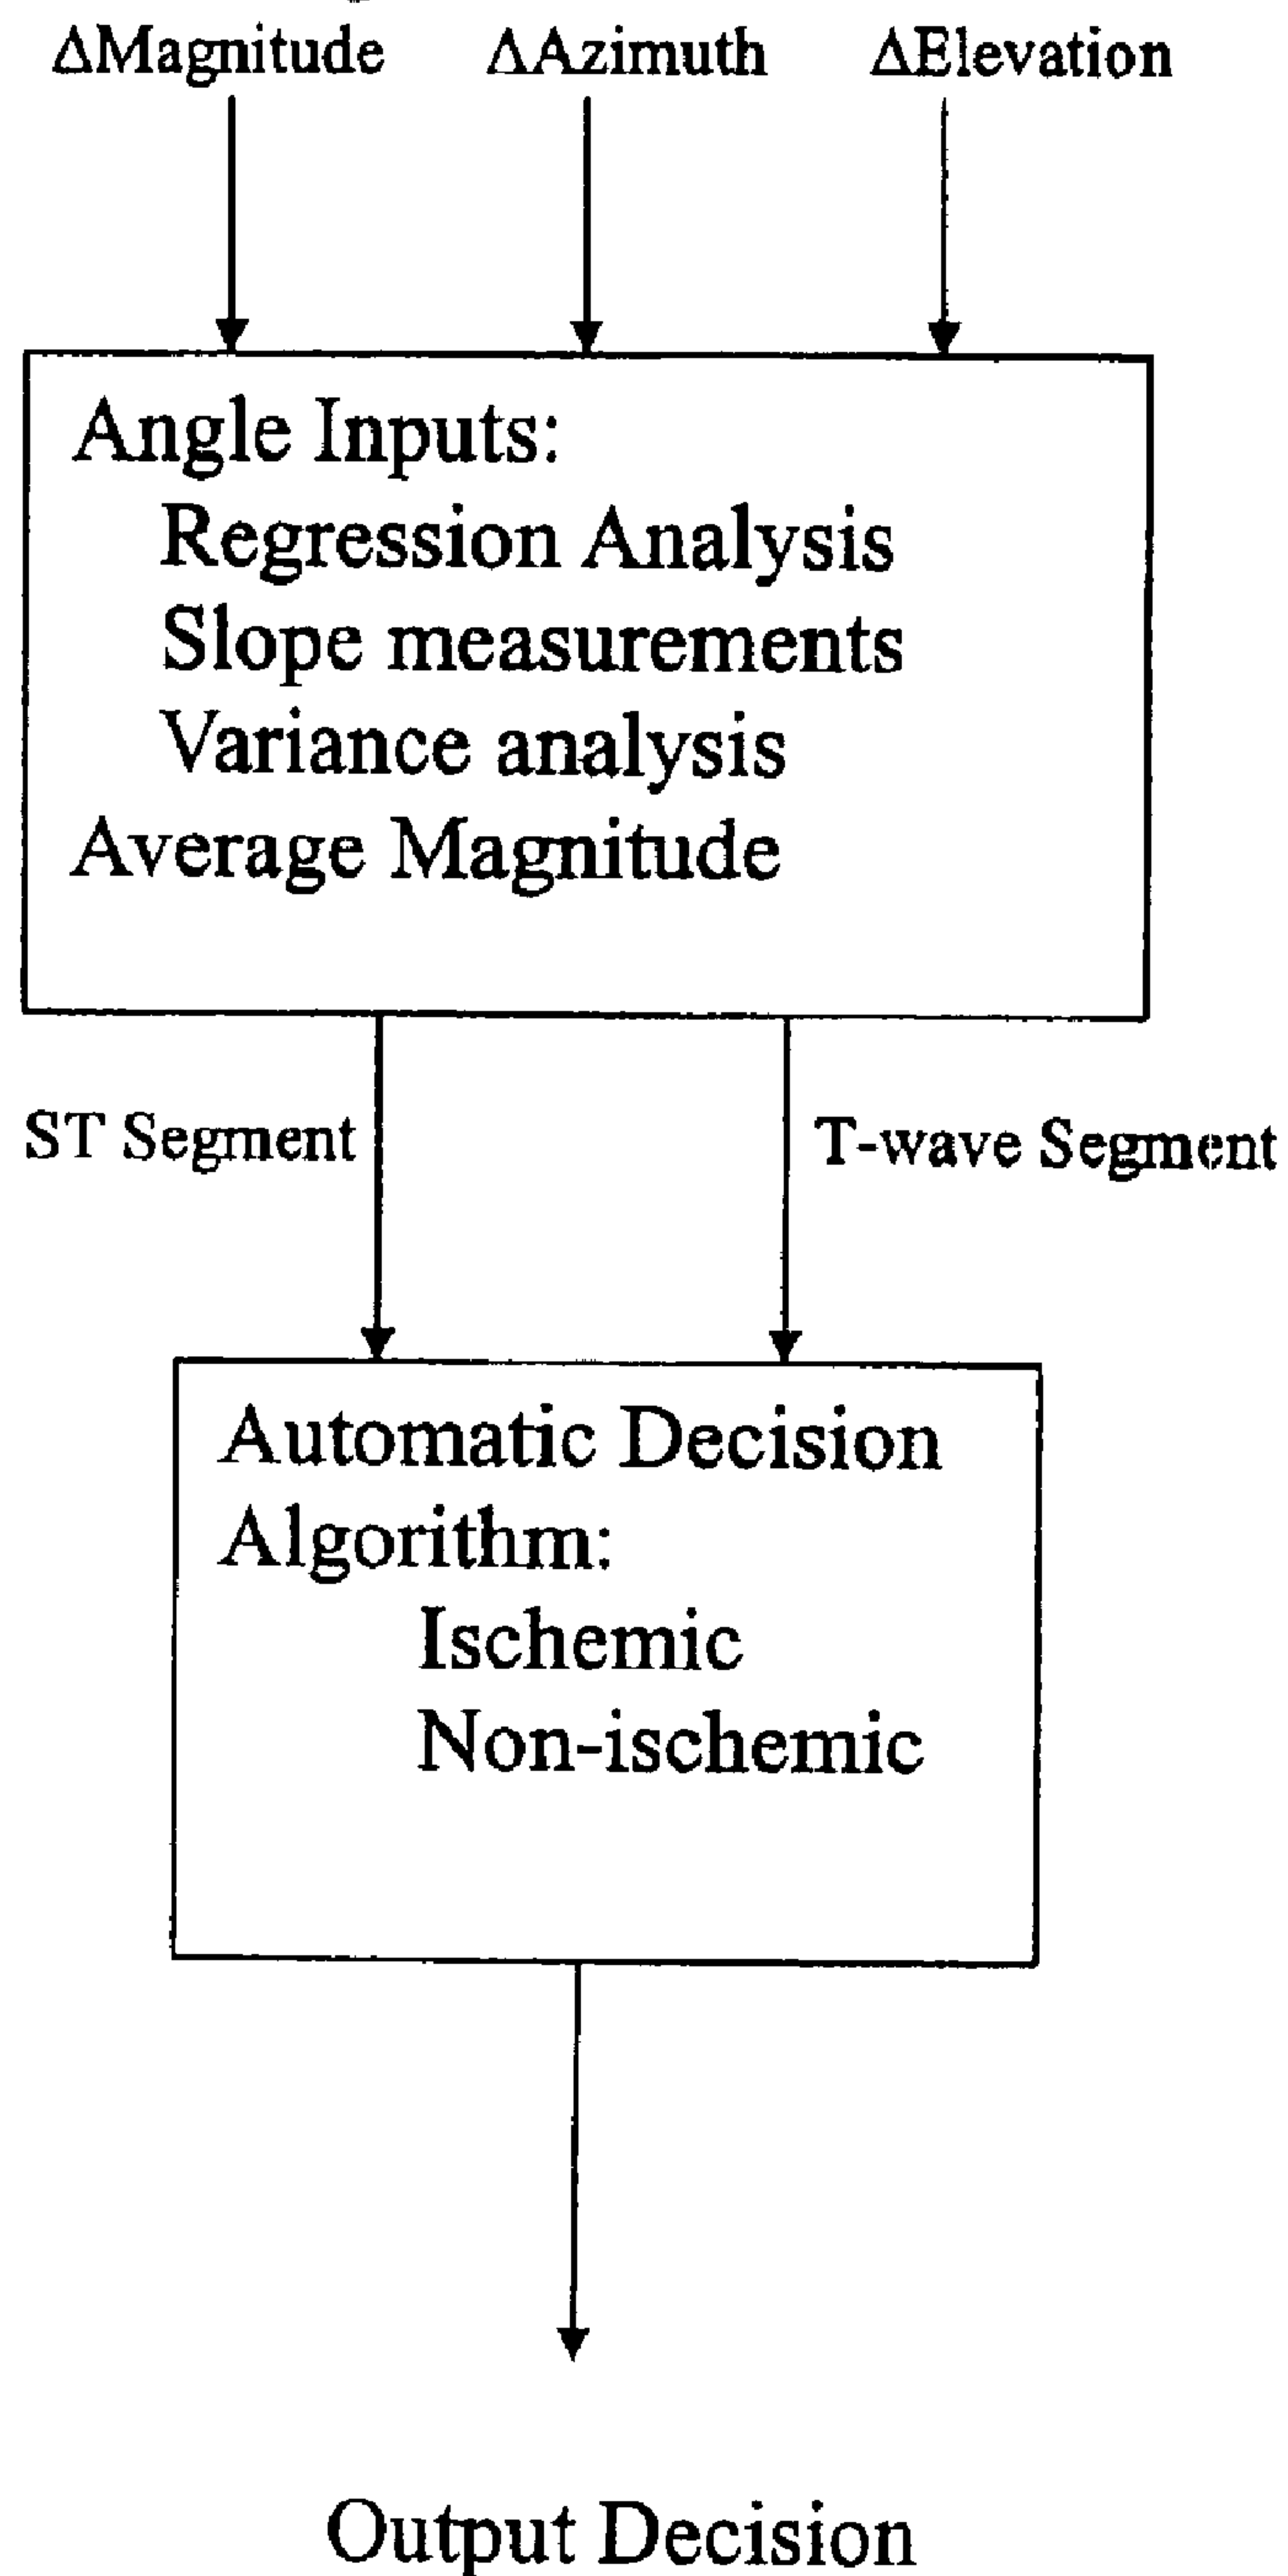 ΔMagnitude ΔAzimuth ΔElevation
Angle Inputs:
Regression Analysis
Slope measurements
Variance analysis
Average Magnitude
ST Segment
T-wave Segment
Automatic Decision
Algorithm:
Ischemic
Non-ischemic
Output Decision